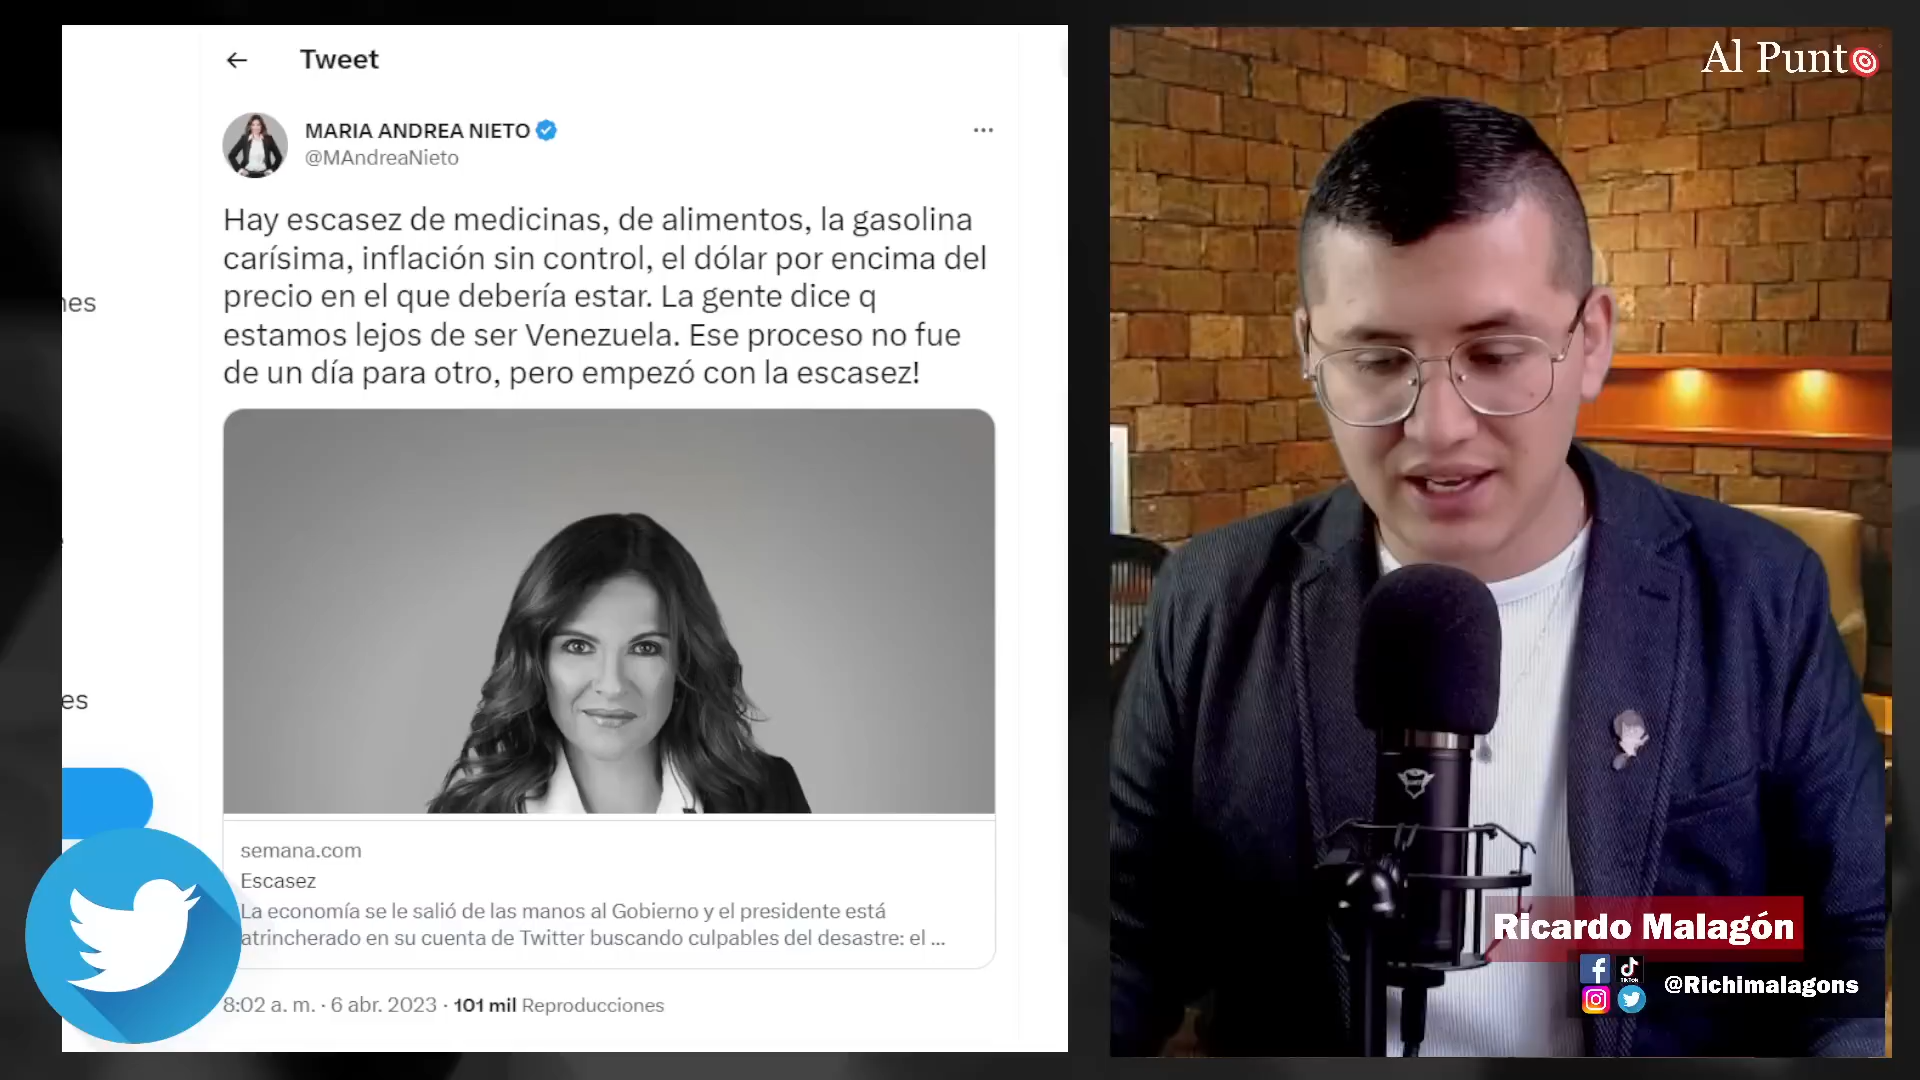 Tweet
MARIA ANDREA NIETO
@MAndreaNieto
Hay escasez de medicinas, de alimentos, la gasolina
carísima, inflación sin control, el dólar por encima del
precio en el que debería estar. La gente dice q
estamos lejos de ser Venezuela. Ese proceso no fue
de un día para otro, pero empezó con la escasez!
semana.com
Escasez
La economía se le salió de las manos al Gobierno y el presidente está
atrincherado en su cuenta de Twitter buscando culpables del desastre: el ...
8:02 a. m. · 6 abr. 2023 · 101 mil Reproducciones
nes
es
Al Punto
Ricardo Malagón
@Richimalagons